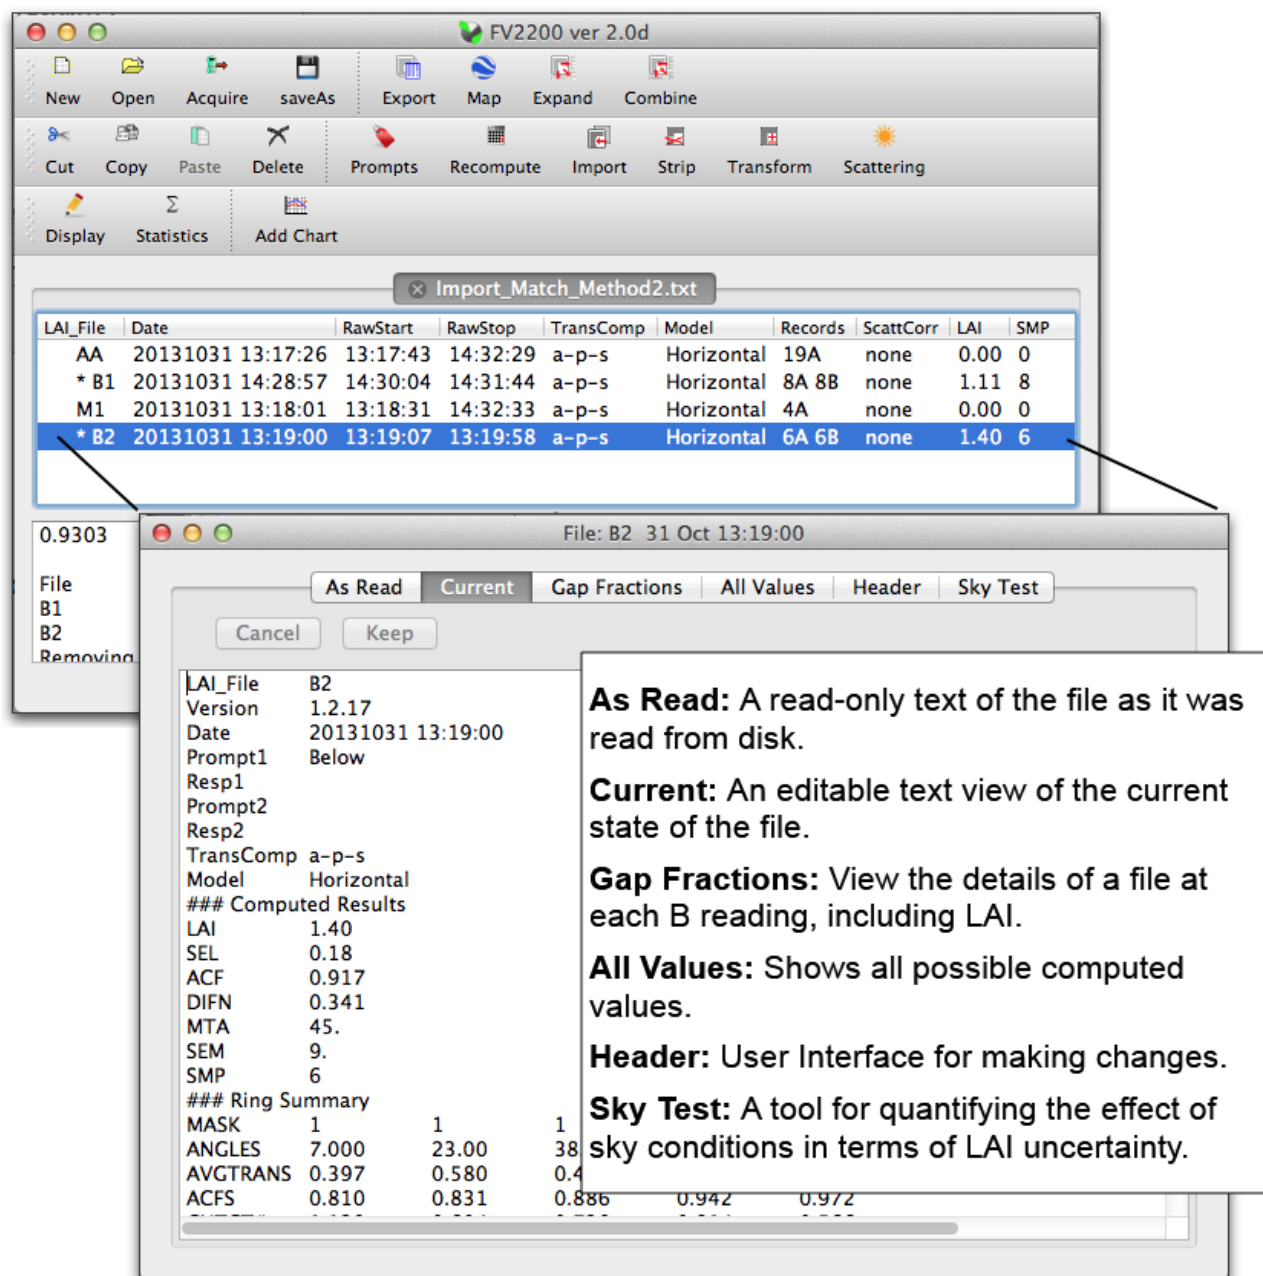 FV2200 ver 2.0d
New Open Acquire saveAs Export Map Expand Combine
Cut Copy Paste Delete Prompts Recompute Import Strip Transform Scattering
Display Statistics Add Chart
Import_Match_Method2.txt
LAI_File Date RawStart RawStop TransComp Model Records ScattCorr LAI SMP
AA 20131031 13:17:26 13:17:43 14:32:29 a-p-s Horizontal 19A none 0.00 0
* B1 20131031 14:28:57 14:30:04 14:31:44 a-p-s Horizontal 8A 8B none 1.11 8
M1 20131031 13:18:01 13:18:31 14:32:33 a-p-s Horizontal 4A none 0.00 0
* B2 20131031 13:19:00 13:19:07 13:19:58 a-p-s Horizontal 6A 6B none 1.40 6
0.9303
File
B1
B2
Removing
File: B2 31 Oct 13:19:00
As Read Current Gap Fractions All Values Header Sky Test
Cancel Keep
LAI_File B2
Version 1.2.17
Date 20131031 13:19:00
Prompt1 Below
Resp1
Prompt2
Resp2
TransComp a-p-s
Model Horizontal
### Computed Results
LAI 1.40
SEL 0.18
ACF 0.917
DIFN 0.341
MTA 45.
SEM 9.
SMP 6
### Ring Summary
MASK 1 1 1
ANGLES 7.000 23.00 38
AVGTRANS 0.397 0.580 0.4
ACFS 0.810 0.831 0.886 0.942 0.972
As Read: A read-only text of the file as it was
read from disk.
Current: An editable text view of the current
state of the file.
Gap Fractions: View the details of a file at
each B reading, including LAI.
All Values: Shows all possible computed
values.
Header: User Interface for making changes.
Sky Test: A tool for quantifying the effect of
sky conditions in terms of LAI uncertainty.